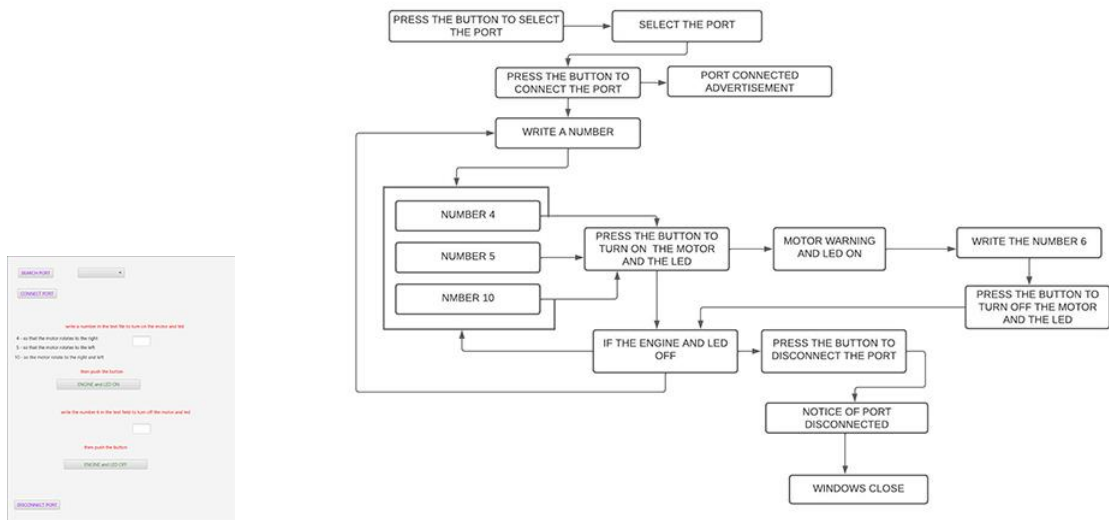 SEARCH PORT
CONNECT PORT
write a number in the text file to turn on the motor and led
4 - so that the motor rotates to the right
5 - so that the motor rotates to the left
10 - so the motor rotate to the right and left
then push the button
ENGINE and LED ON
write the number 6 in the text field to turn off the motor and led
then push the button
ENGINE and LED OFF
DISCONNECT PORT
PRESS THE BUTTON TO SELECT
THE PORT
SELECT THE PORT
PRESS THE BUTTON TO
CONNECT THE PORT
PORT CONNECTED
ADVERTISEMENT
WRITE A NUMBER
NUMBER 4
NUMBER 5
NMBER 10
PRESS THE BUTTON TO
TURN ON THE MOTOR
AND THE LED
MOTOR WARNING
AND LED ON
WRITE THE NUMBER 6
PRESS THE BUTTON TO
TURN OFF THE MOTOR
AND THE LED
IF THE ENGINE AND LED
OFF
PRESS THE BUTTON TO
DISCONNECT THE PORT
NOTICE OF PORT
DISCONNECTED
WINDOWS CLOSE